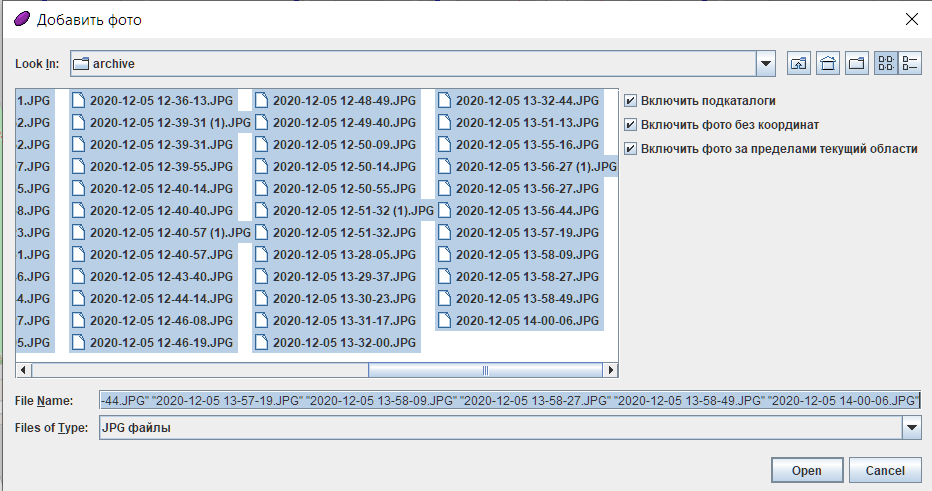 Добавить фото
Look In: archive
1.JPG 2020-12-05 12-36-13.JPG 2020-12-05 12-48-49.JPG 2020-12-05 13-32-44.JPG
2.JPG 2020-12-05 12-39-31 (1).JPG 2020-12-05 12-49-40.JPG 2020-12-05 13-51-13.JPG
2.JPG 2020-12-05 12-39-31.JPG 2020-12-05 12-50-09.JPG 2020-12-05 13-55-16.JPG
7.JPG 2020-12-05 12-39-55.JPG 2020-12-05 12-50-14.JPG 2020-12-05 13-56-27 (1).JPG
5.JPG 2020-12-05 12-40-14.JPG 2020-12-05 12-50-55.JPG 2020-12-05 13-56-27.JPG
8.JPG 2020-12-05 12-40-40.JPG 2020-12-05 12-51-32 (1).JPG 2020-12-05 13-56-44.JPG
3.JPG 2020-12-05 12-40-57 (1).JPG 2020-12-05 12-51-32.JPG 2020-12-05 13-57-19.JPG
1.JPG 2020-12-05 12-40-57.JPG 2020-12-05 13-28-05.JPG 2020-12-05 13-58-09.JPG
6.JPG 2020-12-05 12-43-40.JPG 2020-12-05 13-29-37.JPG 2020-12-05 13-58-27.JPG
4.JPG 2020-12-05 12-44-14.JPG 2020-12-05 13-30-23.JPG 2020-12-05 13-58-49.JPG
7.JPG 2020-12-05 12-46-08.JPG 2020-12-05 13-31-17.JPG 2020-12-05 14-00-06.JPG
5.JPG 2020-12-05 12-46-19.JPG 2020-12-05 13-32-00.JPG
Включить подкаталоги
Включить фото без координат
Включить фото за пределами текущий области
File Name: -44.JPG" "2020-12-05 13-57-19.JPG" "2020-12-05 13-58-09.JPG" "2020-12-05 13-58-27.JPG" "2020-12-05 13-58-49.JPG" "2020-12-05 14-00-06.JPG"
Files of Type: JPG файлы
Open Cancel